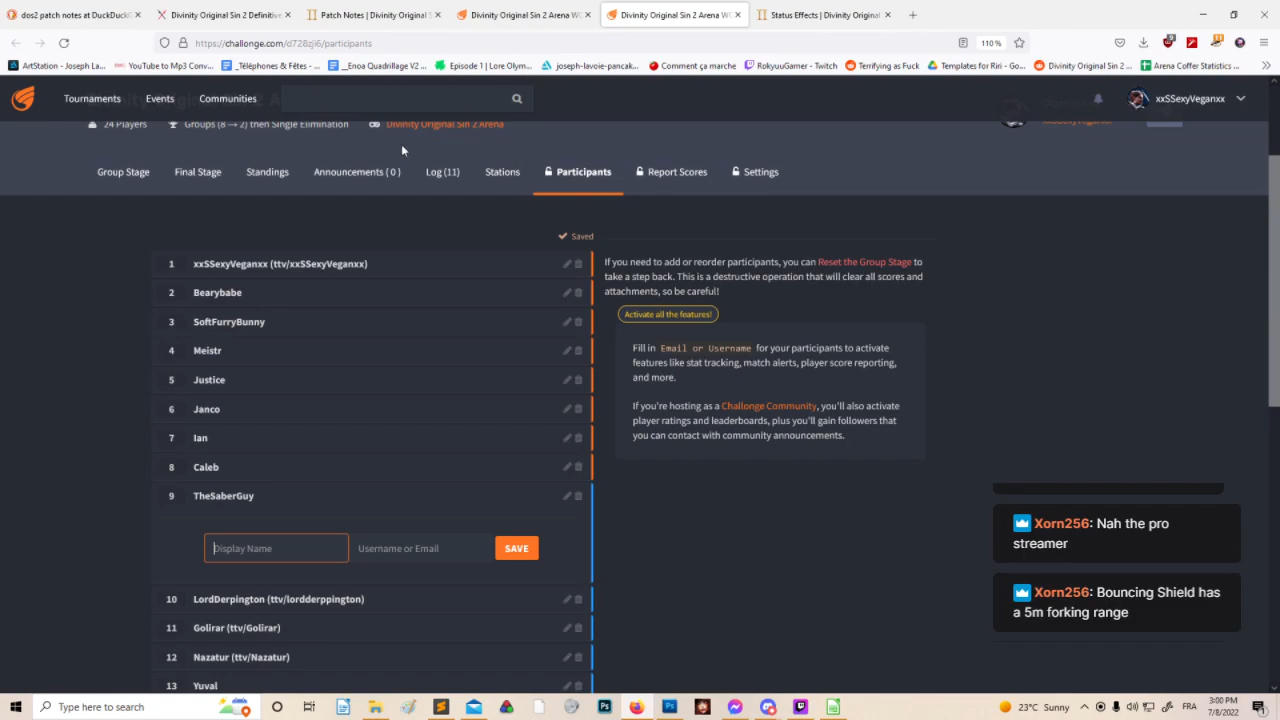 dos2 patch notes at DuckDuckG
Divinity Original Sin 2 Definitive
Patch Notes | Divinity Original S
Divinity Original Sin 2 Arena WO
Divinity Original Sin 2 Arena WO
Status Effects | Divinity Original
https://challonge.com/d728zji6/participants
110 %
ArtStation - Joseph La...
YouTube to Mp3 Conv...
_Téléphones & Fêtes - ...
__Enoa Quadrillage V2 ...
Episode 1 | Lore Olym...
joseph-lavoie-pancak...
Comment ça marche
RokyuuGamer - Twitch
Terrifying as Fuck
Templates for Riri - Go...
Divinity Original Sin 2 ...
Arena Coffer Statistics ...
Tournaments
Events
Communities
xxSSexyVeganxx
24 Players
Groups (8 → 2) then Single Elimination
Divinity Original Sin 2 Arena
Group Stage
Final Stage
Standings
Announcements ( 0 )
Log (11)
Stations
Participants
Report Scores
Settings
Saved
1 xxSSexyVeganxx (ttv/xxSSexyVeganxx)
2 Bearybabe
3 SoftFurryBunny
4 Meistr
5 Justice
6 Janco
7 Ian
8 Caleb
9 TheSaberGuy
Display Name
Username or Email
SAVE
10 LordDerpington (ttv/lordderppington)
11 Golirar (ttv/Golirar)
12 Nazatur (ttv/Nazatur)
13 Yuval
If you need to add or reorder participants, you can Reset the Group Stage to
take a step back. This is a destructive operation that will clear all scores and
attachments, so be careful!
Activate all the features!
Fill in Email or Username for your participants to activate
features like stat tracking, match alerts, player score reporting,
and more.
If you're hosting as a Challonge Community, you'll also activate
player ratings and leaderboards, plus you'll gain followers that
you can contact with community announcements.
Xorn256: Nah the pro
streamer
Xorn256: Bouncing Shield has
a 5m forking range
Type here to search
23°C Sunny
3:00 PM
7/8/2022